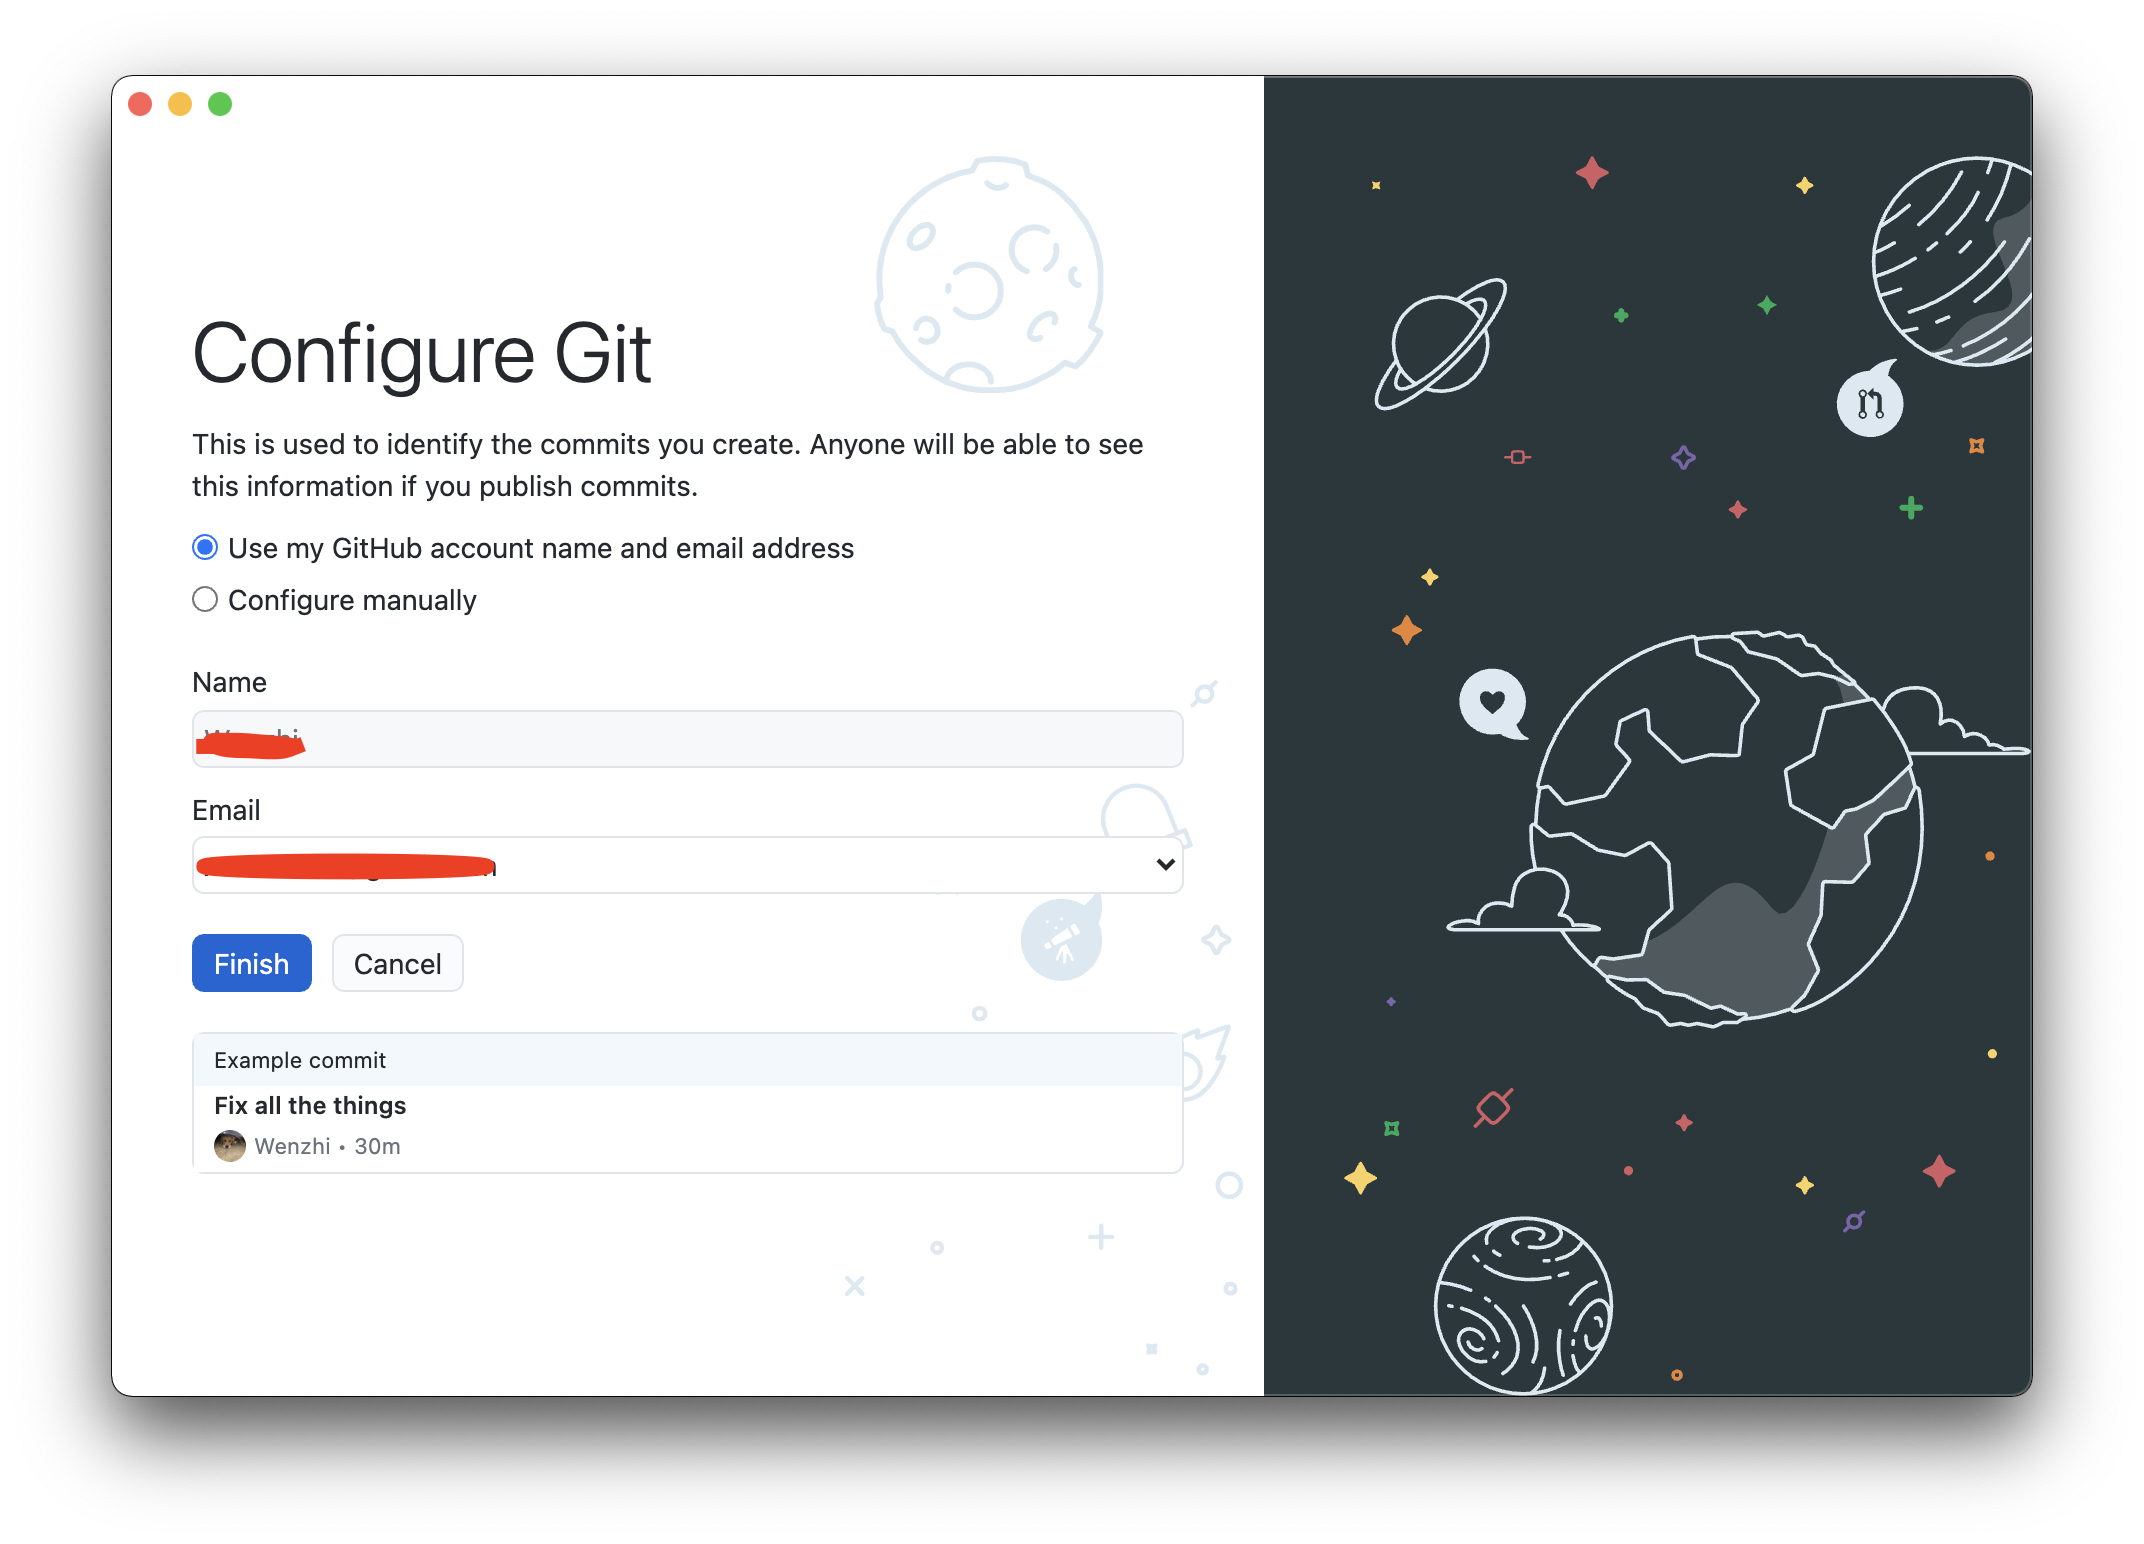 Configure Git
This is used to identify the commits you create. Anyone will be able to see
this information if you publish commits.
Use my GitHub account name and email address
Configure manually
Name
Email
Finish
Cancel
Example commit
Fix all the things
Wenzhi • 30m